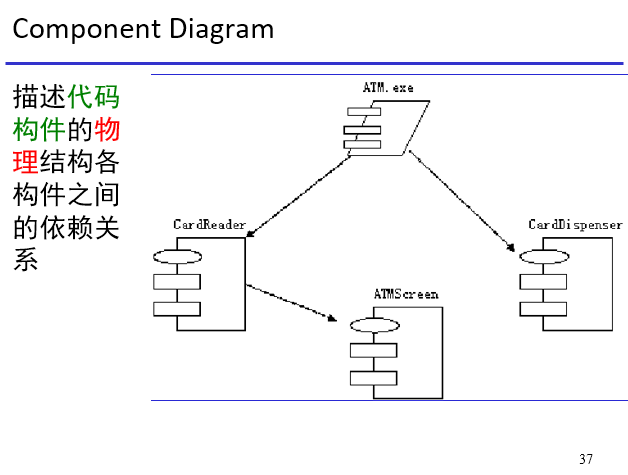 Component Diagram
描述代码
构件的物
理结构各
构件之间
的依赖关
系
ATM.exe
CardReader
CardDispenser
ATMScreen
37